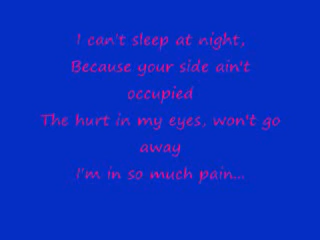 I can't sleep at night,
Because your side ain't
occupied
The hurt in my eyes, won't go
away
I'm in so much pain...